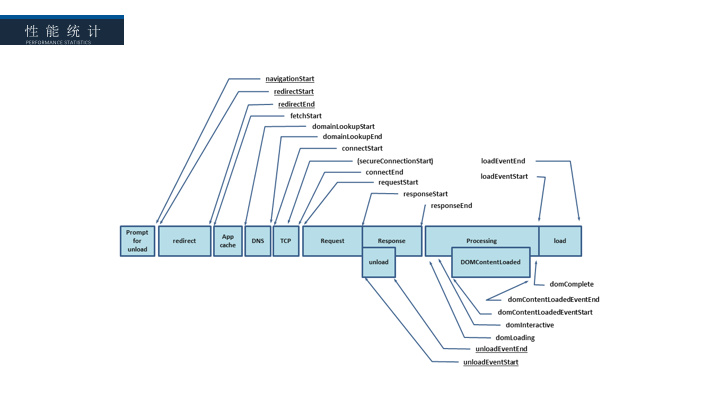 性能统计
PERFORMANCE STATISTICS
navigationStart
redirectStart
redirectEnd
fetchStart
domainLookupStart
domainLookupEnd
connectStart
(secureConnectionStart)
loadEventEnd
connectEnd
loadEventStart
requestStart
responseStart
responseEnd
Prompt
for
unload
redirect
App
cache
DNS
TCP
Request
Response
Processing
load
unload
DOMContentLoaded
domComplete
domContentLoadedEventEnd
domContentLoadedEventStart
domInteractive
domLoading
unloadEventEnd
unloadEventStart